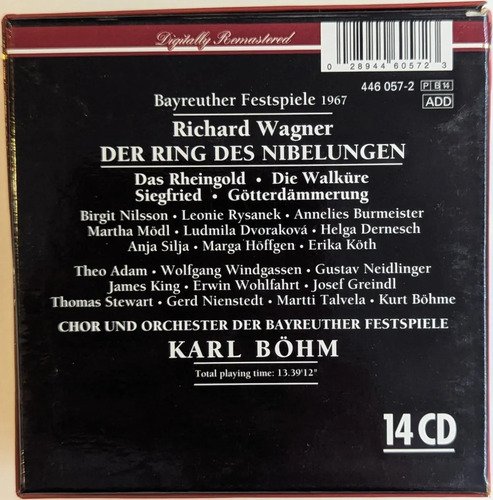 Digitally Remastered
0 28944 60572 3
446 057-2 P B 14
ADD
Bayreuther Festspiele 1967
Richard Wagner
DER RING DES NIBELUNGEN
Das Rheingold · Die Walküre
Siegfried · Götterdämmerung
Birgit Nilsson · Leonie Rysanek · Annelies Burmeister
Martha Mödl · Ludmila Dvoraková · Helga Dernesch
Anja Silja · Marga Höffgen · Erika Köth
Theo Adam · Wolfgang Windgassen · Gustav Neidlinger
James King · Erwin Wohlfahrt · Josef Greindl
Thomas Stewart · Gerd Nienstedt · Martti Talvela · Kurt Böhme
CHOR UND ORCHESTER DER BAYREUTHER FESTSPIELE
KARL BÖHM
Total playing time: 13.39'12"
14 CD